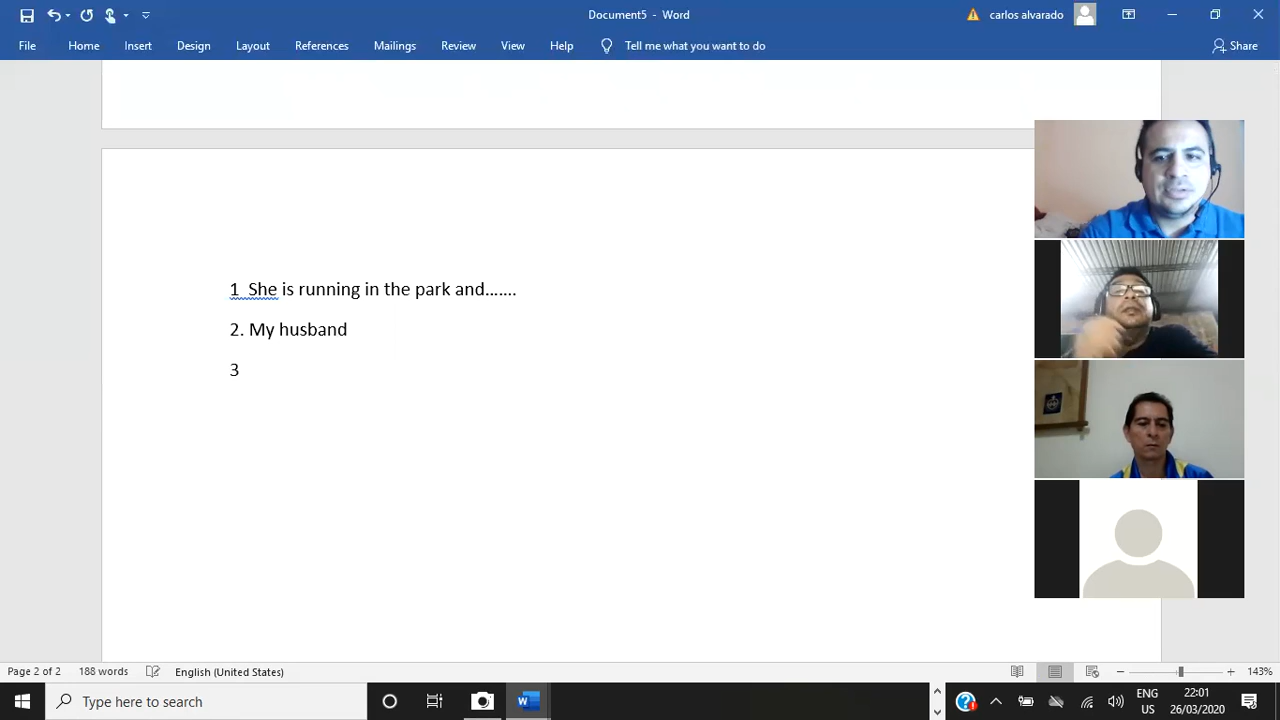 Document5 - Word
carlos alvarado
File Home Insert Design Layout References Mailings Review View Help Tell me what you want to do Share
1 She is running in the park and.......
2. My husband
3
Page 2 of 2 188 words English (United States) 143%
Type here to search
ENG 22:01
US 26/03/2020